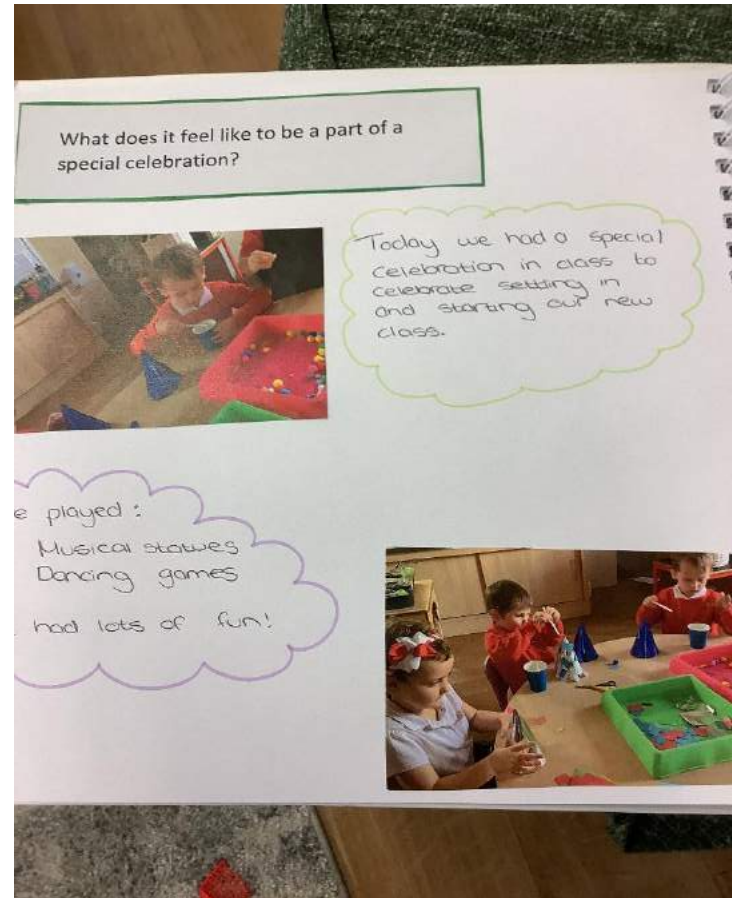 What does it feel like to be a part of a
special celebration?
Today we had a special
celebration in class to
celebrate settling in
and starting our new
class.
e played:
Musical statues
Dancing games
had lots of fun!